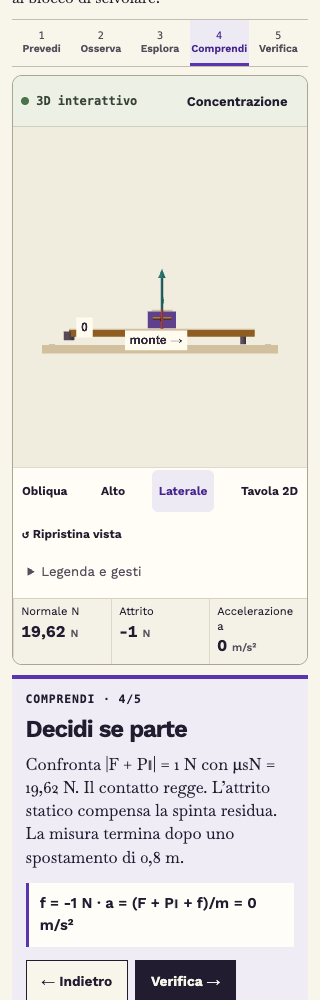 al blocco di scivolare.
1
Prevedi
2
Osserva
3
Esplora
4
Comprendi
5
Verifica
3D interattivo
Concentrazione
0
monte →
Obliqua
Alto
Laterale
Tavola 2D
↺ Ripristina vista
▶ Legenda e gesti
Normale N
19,62 N
Attrito
-1 N
Accelerazione
a
0 m/s²
COMPRENDI · 4/5
Decidi se parte
Confronta |F + P∥| = 1 N con μsN =
19,62 N. Il contatto regge. L’attrito
statico compensa la spinta residua.
La misura termina dopo uno
spostamento di 0,8 m.
f = -1 N · a = (F + P∥ + f)/m = 0
m/s²
← Indietro
Verifica →